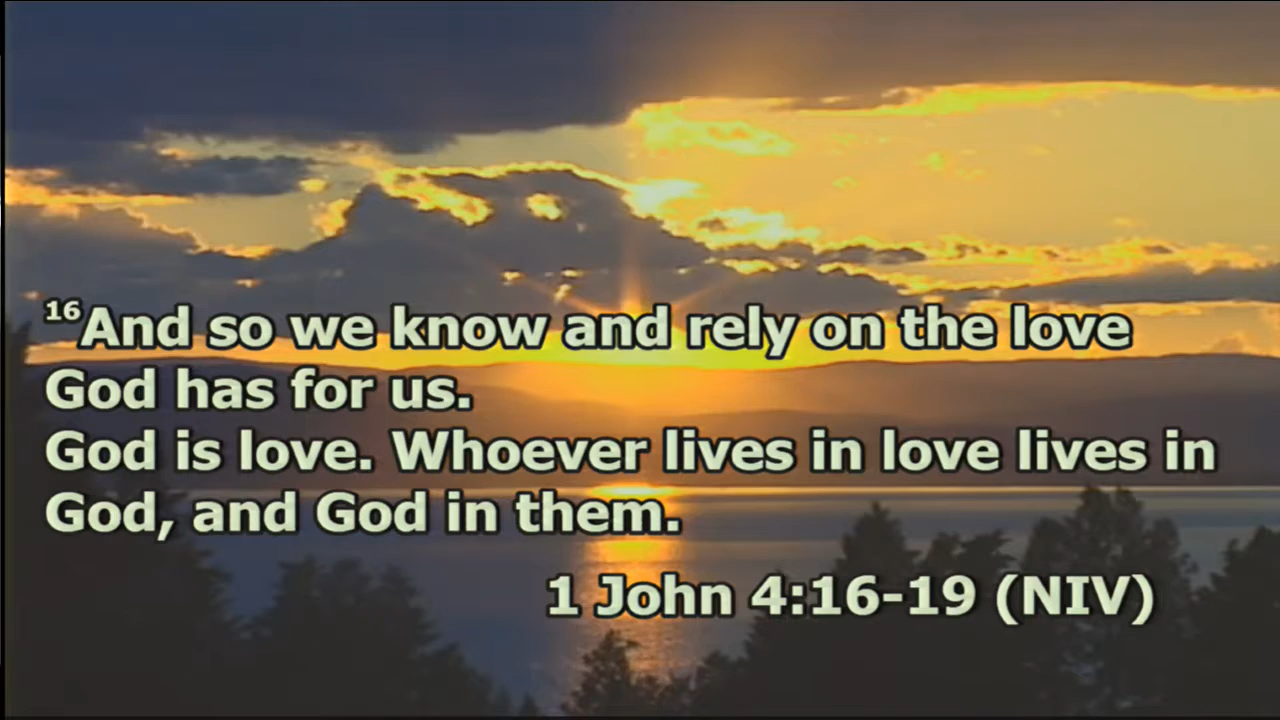 ¹⁶And so we know and rely on the love
God has for us.
God is love. Whoever lives in love lives in
God, and God in them.
1 John 4:16-19 (NIV)